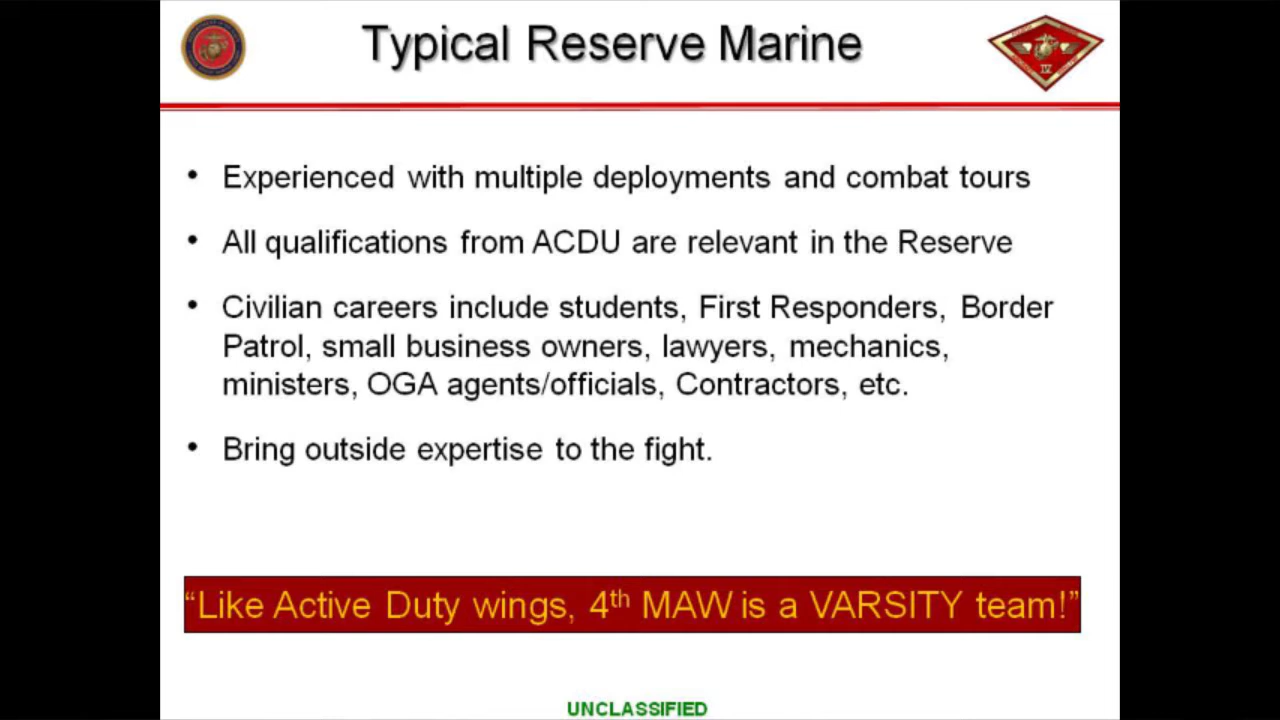 Typical Reserve Marine
IV
• Experienced with multiple deployments and combat tours
• All qualifications from ACDU are relevant in the Reserve
• Civilian careers include students, First Responders, Border
Patrol, small business owners, lawyers, mechanics,
ministers, OGA agents/officials, Contractors, etc.
• Bring outside expertise to the fight.
“Like Active Duty wings, 4th MAW is a VARSITY team!”
UNCLASSIFIED